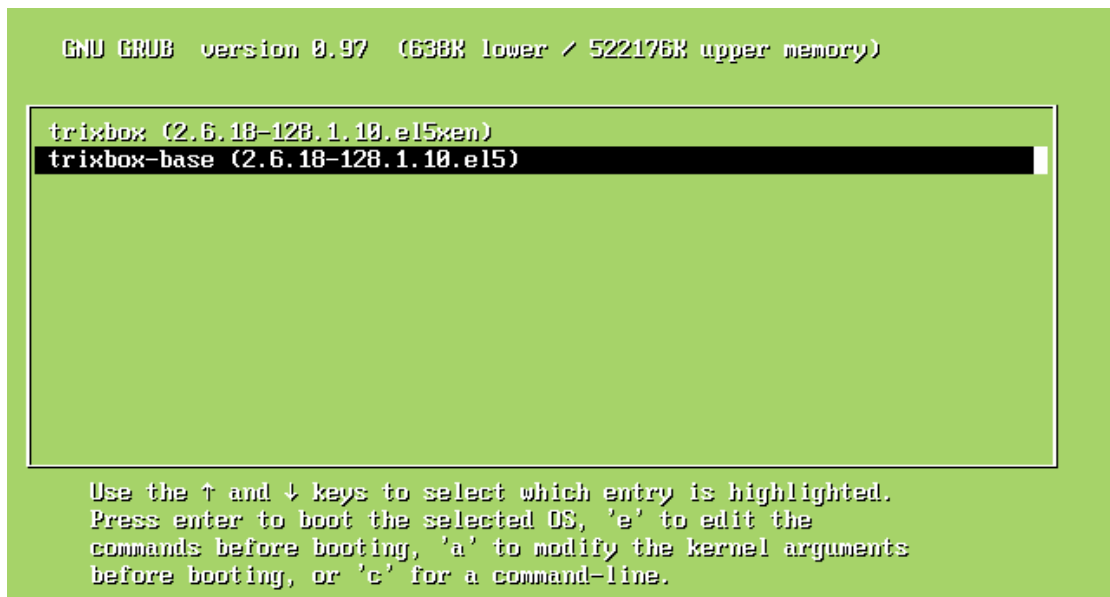 GNU GRUB  version 0.97  (638K lower / 522176K upper memory)
trixbox (2.6.18-128.1.10.el5xen)
trixbox-base (2.6.18-128.1.10.el5)
Use the ↑ and ↓ keys to select which entry is highlighted.
Press enter to boot the selected OS, 'e' to edit the
commands before booting, 'a' to modify the kernel arguments
before booting, or 'c' for a command-line.